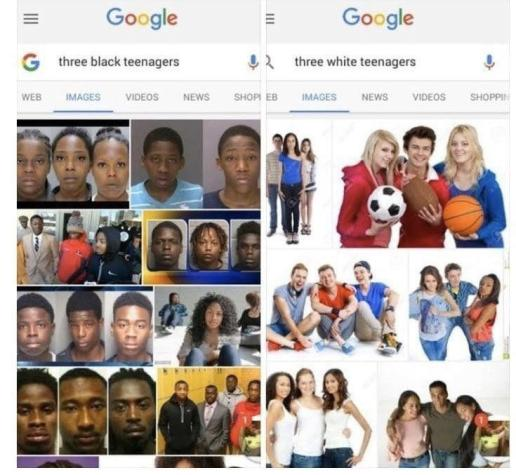 Google
three black teenagers
WEB IMAGES VIDEOS NEWS SHOP
Google
three white teenagers
EB IMAGES NEWS VIDEOS SHOPPIN